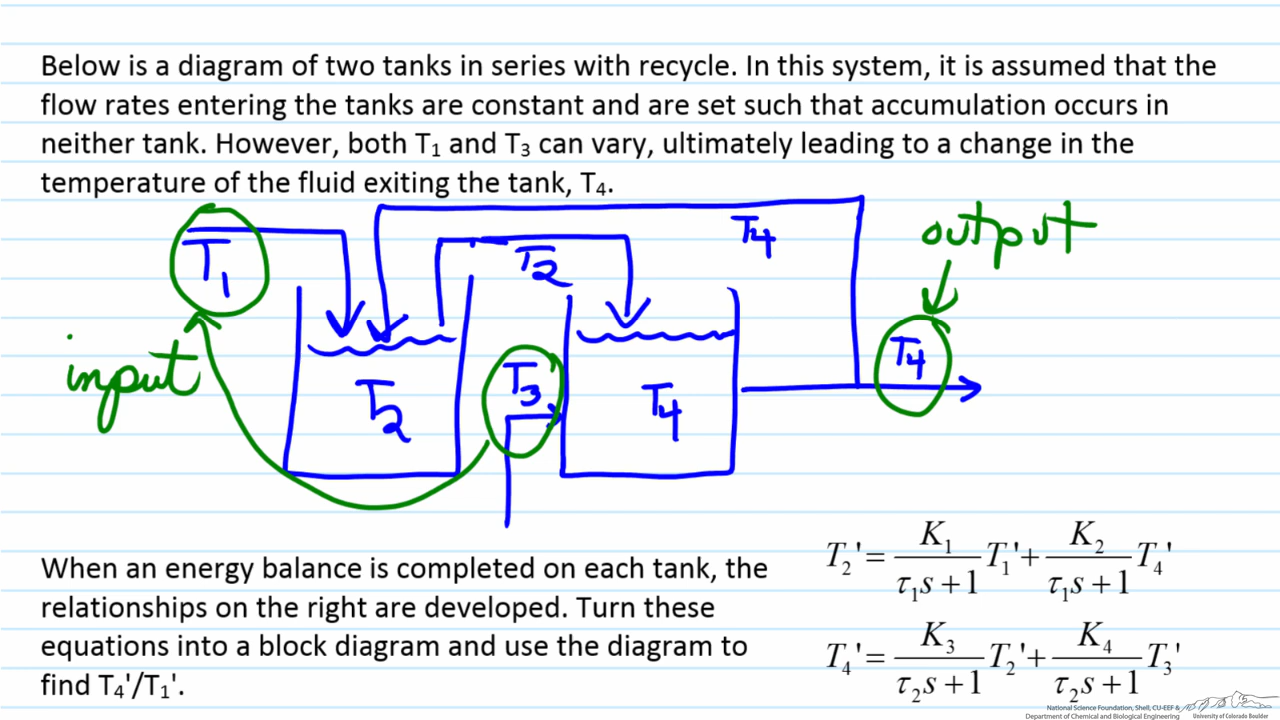 Below is a diagram of two tanks in series with recycle. In this system, it is assumed that the
flow rates entering the tanks are constant and are set such that accumulation occurs in
neither tank. However, both T₁ and T₃ can vary, ultimately leading to a change in the
temperature of the fluid exiting the tank, T₄.
T₁
T₂
T₄
output
input
T₂
T₃
T₄
T₄
When an energy balance is completed on each tank, the
relationships on the right are developed. Turn these
equations into a block diagram and use the diagram to
find T₄'/T₁'.
T₂' = K₁/(τ₁s + 1) T₁' + K₂/(τ₁s + 1) T₄'
T₄' = K₃/(τ₂s + 1) T₂' + K₄/(τ₂s + 1) T₃'
National Science Foundation, Shell, CU-EEF &
Department of Chemical and Biological Engineering
University of Colorado Boulder